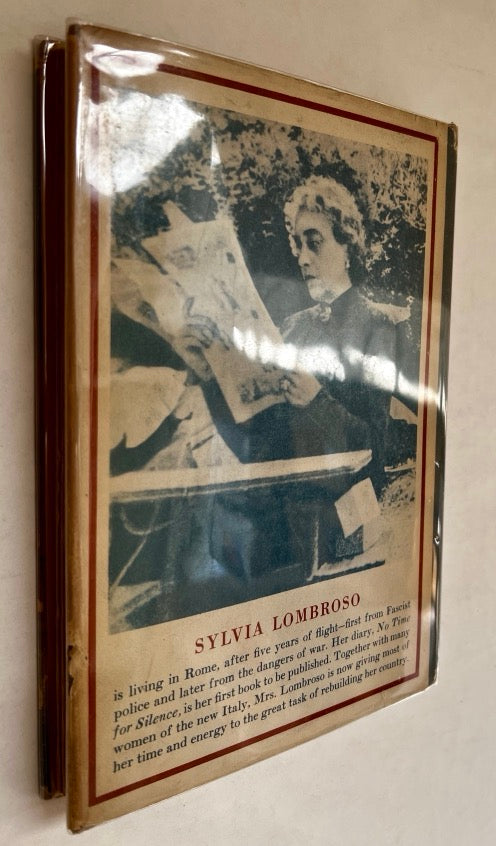 SYLVIA LOMBROSO
is living in Rome, after five years of flight—first from Fascist
police and later from the dangers of war. Her diary, No Time
for Silence, is her first book to be published. Together with many
women of the new Italy, Mrs. Lombroso is now giving most of
her time and energy to the great task of rebuilding her country.